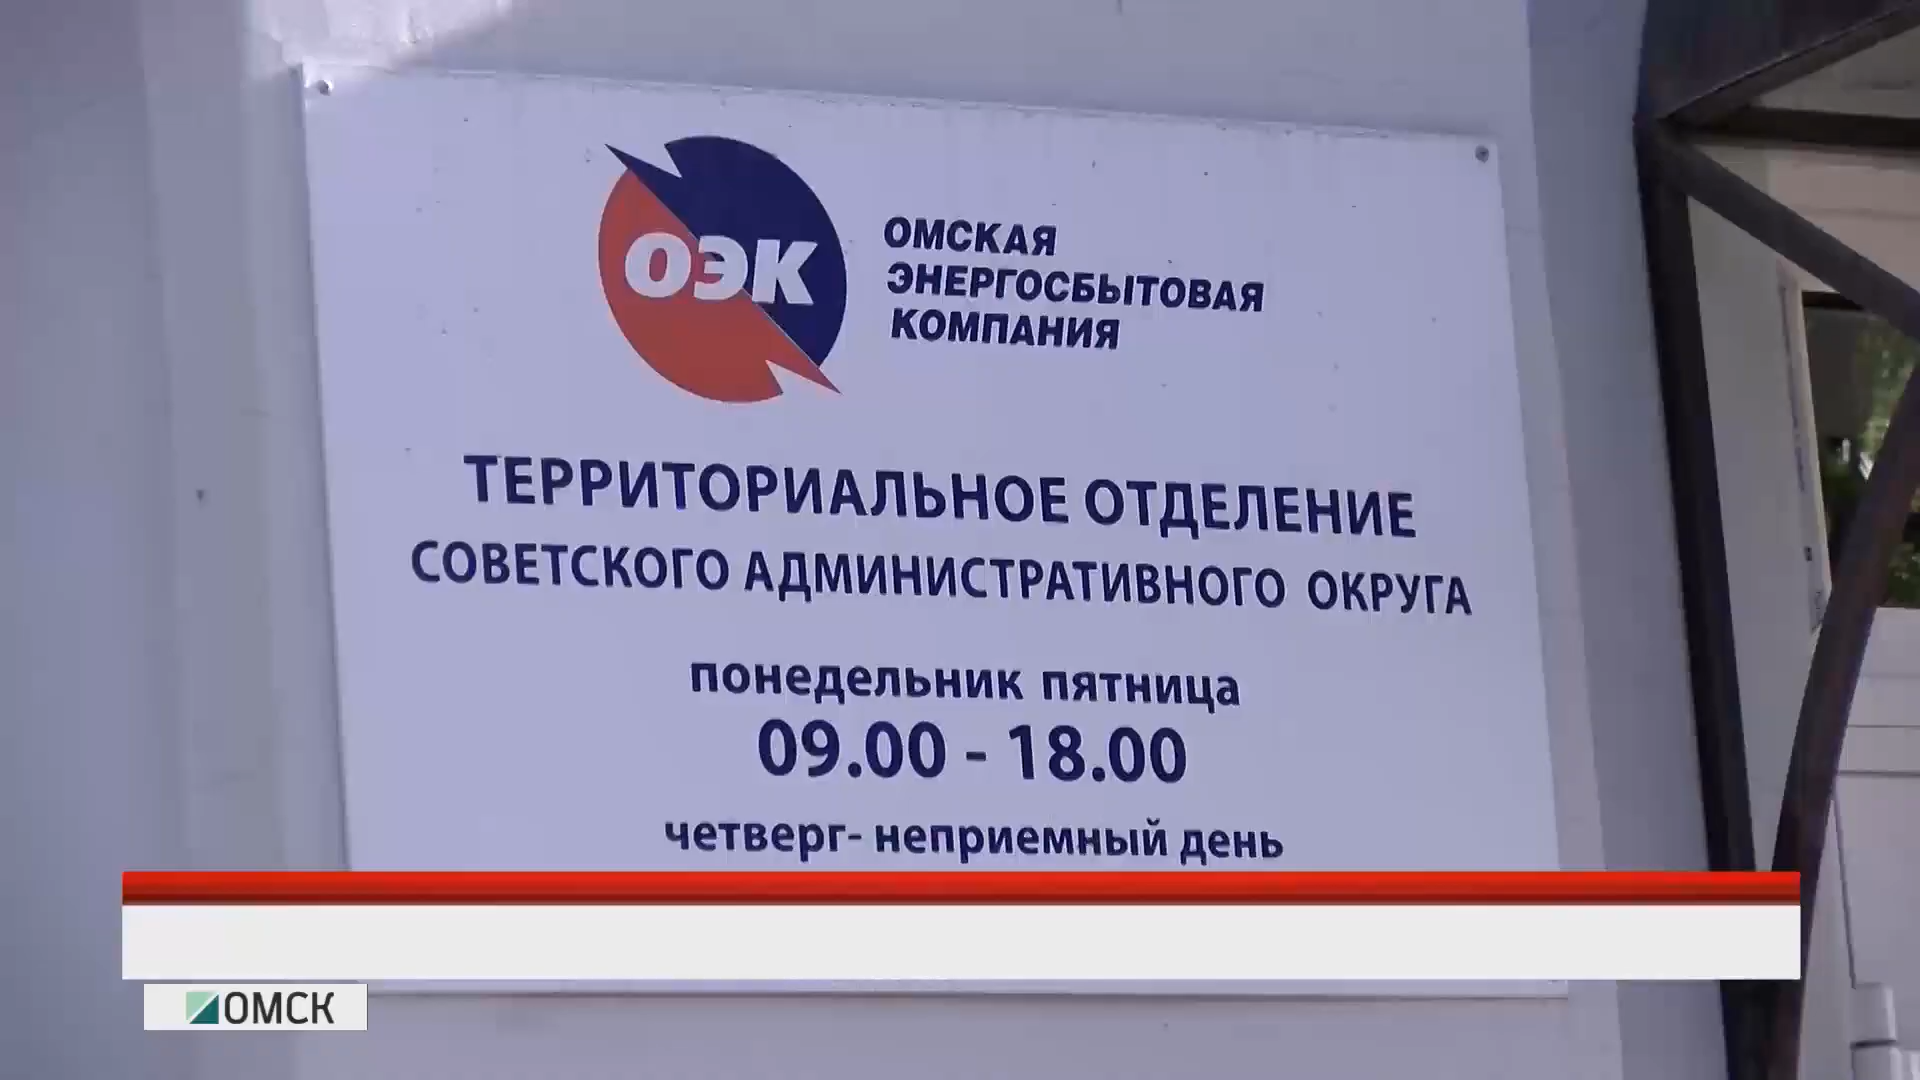 ОЭК
ОМСКАЯ
ЭНЕРГОСБЫТОВАЯ
КОМПАНИЯ
ТЕРРИТОРИАЛЬНОЕ ОТДЕЛЕНИЕ
СОВЕТСКОГО АДМИНИСТРАТИВНОГО ОКРУГА
понедельник пятница
09.00 - 18.00
четверг- неприемный день
ОМСК